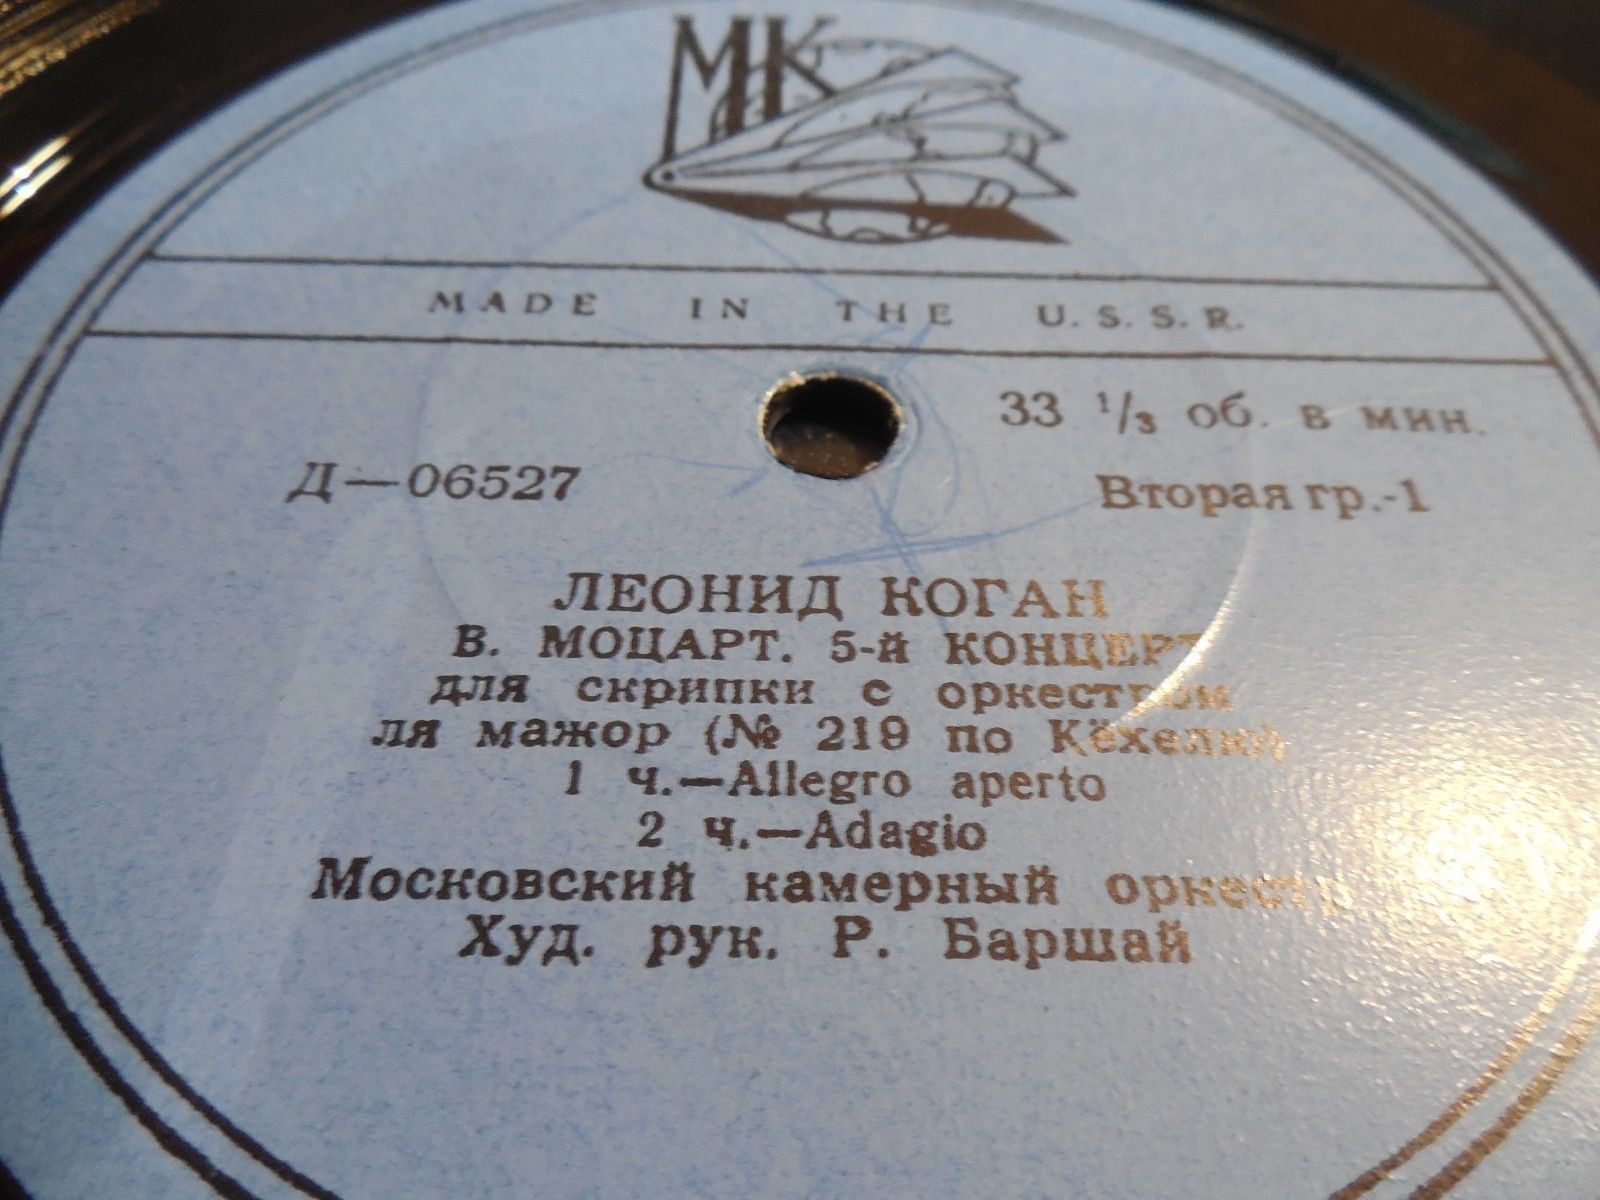 МК
MADE IN THE U.S.S.R.
33 1/3 об. в мин.
Д—06527
Вторая гр.-1
ЛЕОНИД КОГАН
В. МОЦАРТ. 5-й КОНЦЕРТ
для скрипки с оркестром
ля мажор (№ 219 по Кёхелю)
1 ч.—Allegro aperto
2 ч.—Adagio
Московский камерный оркестр
Худ. рук. Р. Баршай